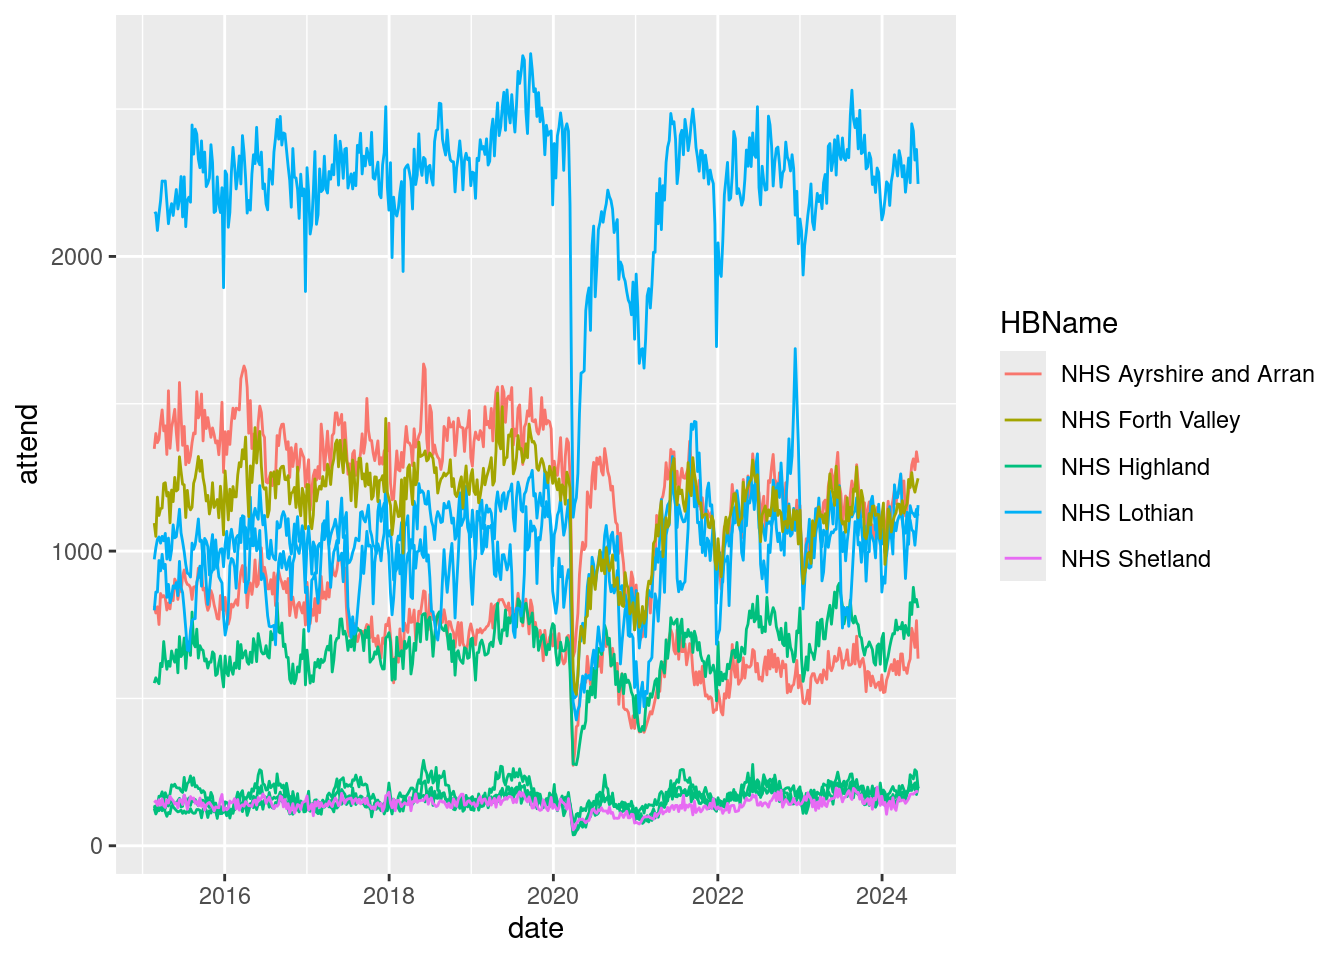 2000
1000
0
attend
2016 2018 2020 2022 2024
date
HBName
NHS Ayrshire and Arran
NHS Forth Valley
NHS Highland
NHS Lothian
NHS Shetland